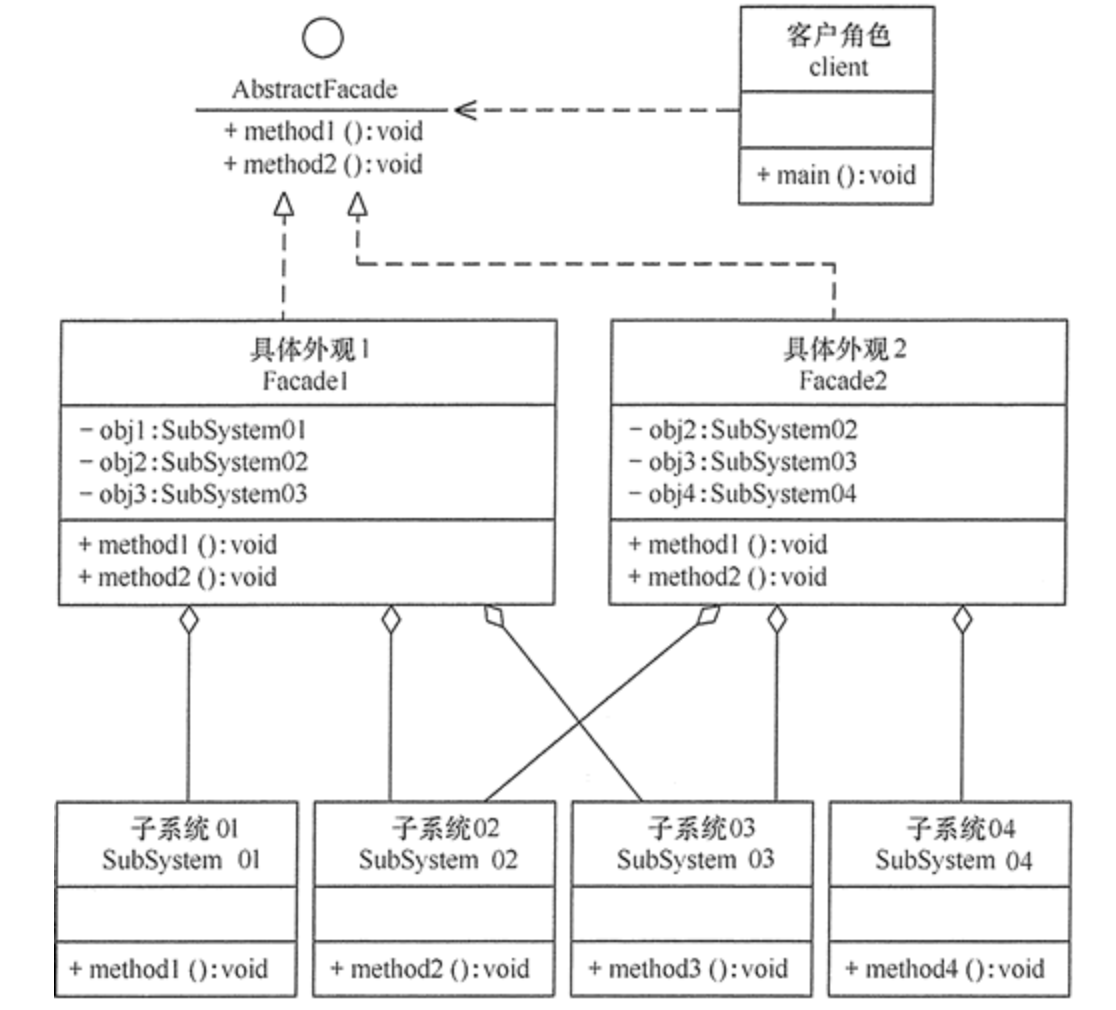 AbstractFacade
+ method1 ():void
+ method2 ():void
客户角色
client
+ main ():void
具体外观1
Facade1
- obj1:SubSystem01
- obj2:SubSystem02
- obj3:SubSystem03
+ method1 ():void
+ method2 ():void
具体外观2
Facade2
- obj2:SubSystem02
- obj3:SubSystem03
- obj4:SubSystem04
+ method1 ():void
+ method2 ():void
子系统 01
SubSystem 01
+ method1 ():void
子系统02
SubSystem 02
+ method2 ():void
子系统03
SubSystem 03
+ method3 ():void
子系统04
SubSystem 04
+ method4 ():void